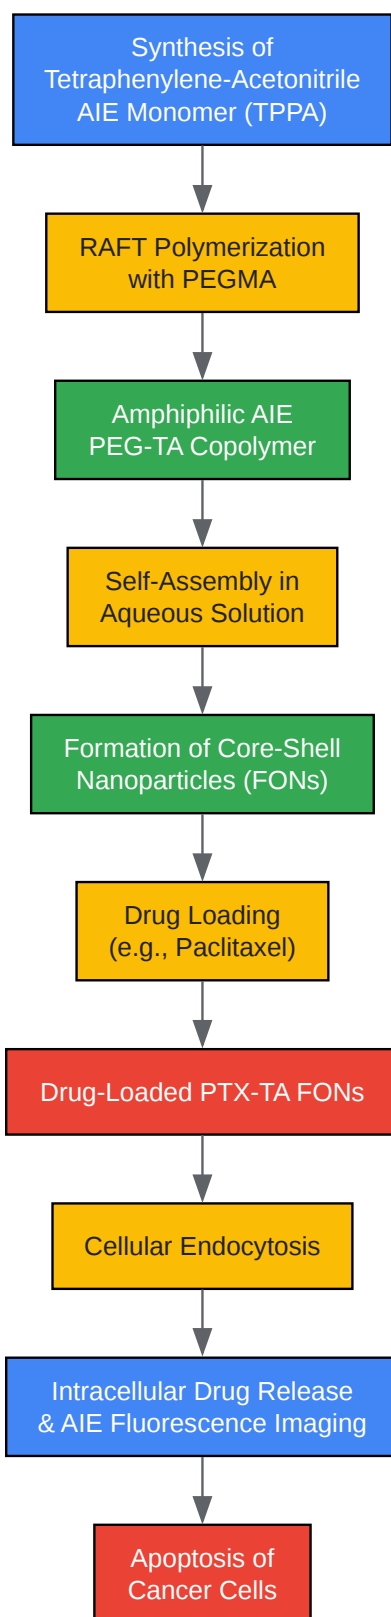 Synthesis of
Tetraphenylene-Acetonitrile
AIE Monomer (TPPA)
RAFT Polymerization
with PEGMA
Amphiphilic AIE
PEG-TA Copolymer
Self-Assembly in
Aqueous Solution
Formation of Core-Shell
Nanoparticles (FONs)
Drug Loading
(e.g., Paclitaxel)
Drug-Loaded PTX-TA FONs
Cellular Endocytosis
Intracellular Drug Release
& AIE Fluorescence Imaging
Apoptosis of
Cancer Cells